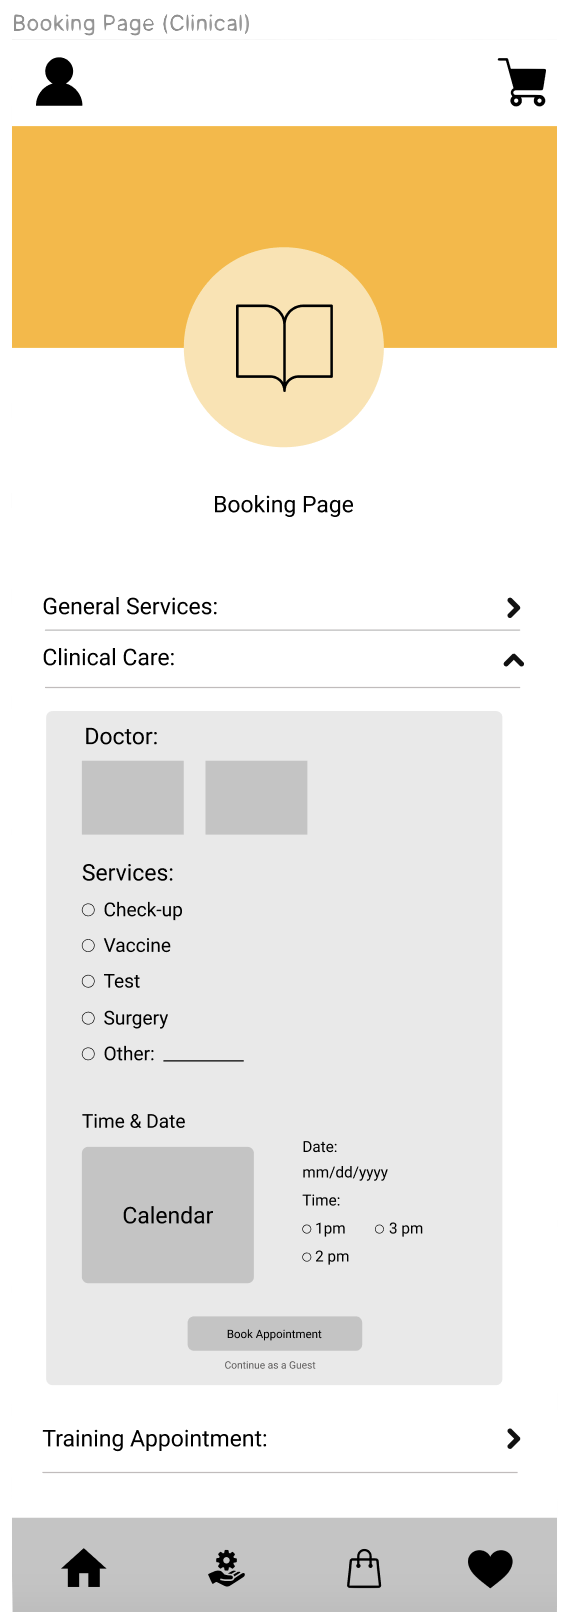 Booking Page (Clinical)
Booking Page
General Services:
Clinical Care:
Doctor:
Services:
Check-up
Vaccine
Test
Surgery
Other: ________
Time & Date
Calendar
Date:
mm/dd/yyyy
Time:
1pm 3 pm
2 pm
Book Appointment
Continue as a Guest
Training Appointment: